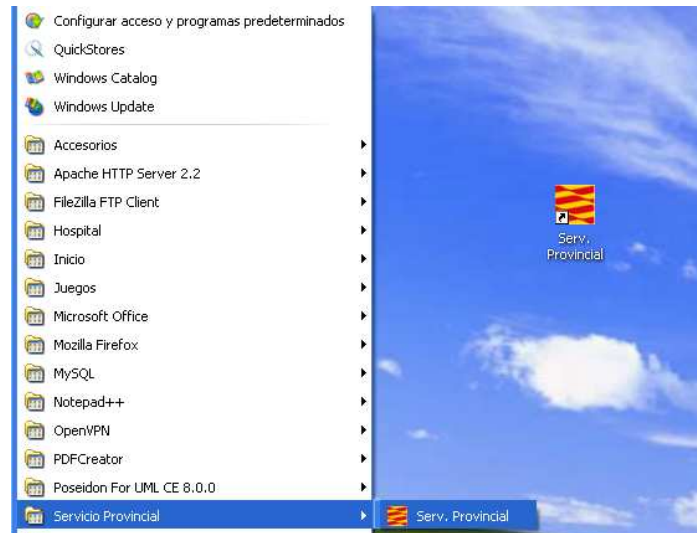 Configurar acceso y programas predeterminados
QuickStores
Windows Catalog
Windows Update
Accesorios
Apache HTTP Server 2.2
FileZilla FTP Client
Hospital
Inicio
Juegos
Microsoft Office
Mozilla Firefox
MySQL
Notepad++
OpenVPN
PDFCreator
Poseidon For UML CE 8.0.0
Servicio Provincial
Serv. Provincial
Serv.
Provincial